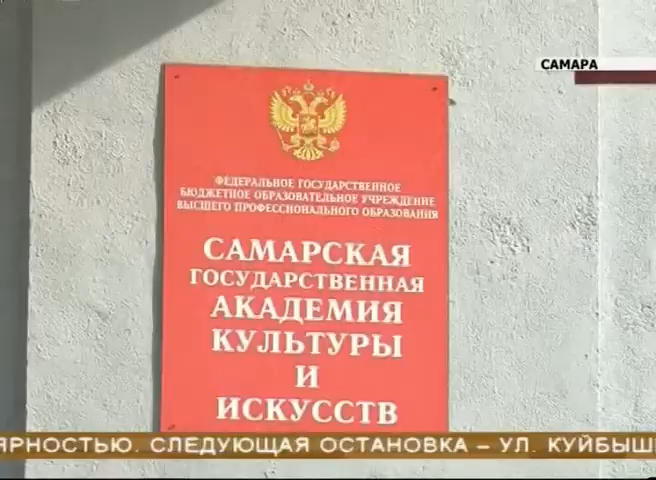 САМАРА
ФЕДЕРАЛЬНОЕ ГОСУДАРСТВЕННОЕ
БЮДЖЕТНОЕ ОБРАЗОВАТЕЛЬНОЕ УЧРЕЖДЕНИЕ
ВЫСШЕГО ПРОФЕССИОНАЛЬНОГО ОБРАЗОВАНИЯ
САМАРСКАЯ
ГОСУДАРСТВЕННАЯ
АКАДЕМИЯ
КУЛЬТУРЫ
И
ИСКУССТВ
ЯРНОСТЬЮ. СЛЕДУЮЩАЯ ОСТАНОВКА – УЛ. КУЙБЫШ